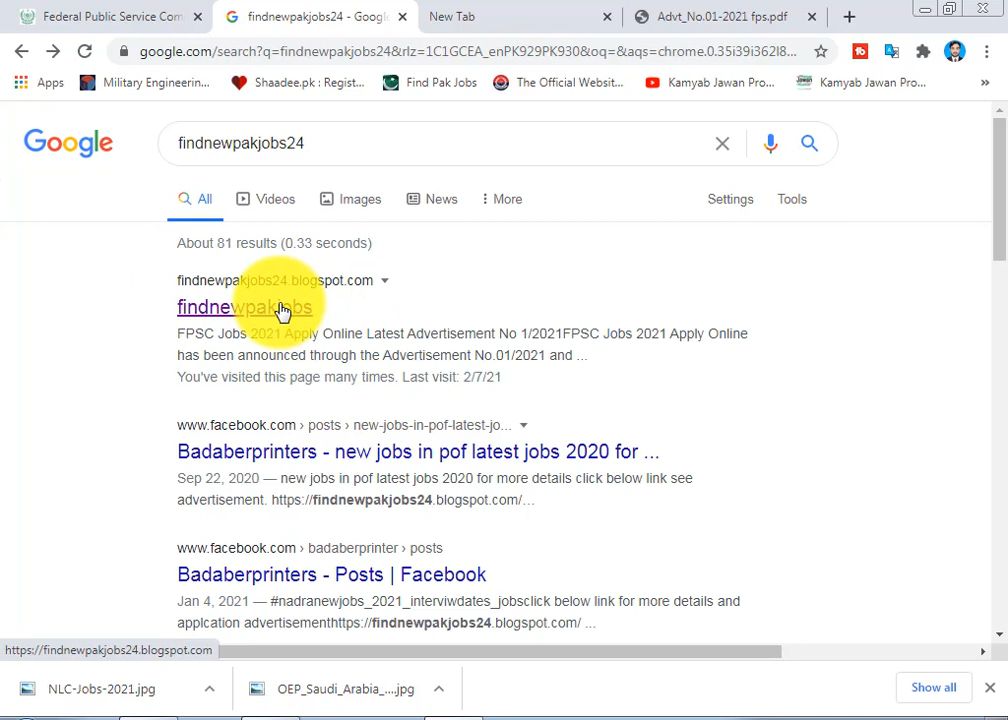 Federal Public Service Com
findnewpakjobs24 - Google
New Tab
Advt_No.01-2021 fps.pdf
google.com/search?q=findnewpakjobs24&rlz=1C1GCEA_enPK929PK930&oq=&aqs=chrome.0.35i39i362l8...
Apps
Military Engineerin...
Shaadee.pk : Regist...
Find Pak Jobs
The Official Website...
Kamyab Jawan Pro...
Kamyab Jawan Pro...
Google
findnewpakjobs24
All
Videos
Images
News
More
Settings
Tools
About 81 results (0.33 seconds)
findnewpakjobs24.blogspot.com
findnewpakjobs
FPSC Jobs 2021 Apply Online Latest Advertisement No 1/2021FPSC Jobs 2021 Apply Online
has been announced through the Advertisement No.01/2021 and ...
You've visited this page many times. Last visit: 2/7/21
www.facebook.com › posts › new-jobs-in-pof-latest-jo...
Badaberprinters - new jobs in pof latest jobs 2020 for ...
Sep 22, 2020 — new jobs in pof latest jobs 2020 for more details click below link see
advertisement. https://findnewpakjobs24.blogspot.com/...
www.facebook.com › badaberprinter › posts
Badaberprinters - Posts | Facebook
Jan 4, 2021 — #nadranewjobs_2021_interviwdates_jobsclick below link for more details and
applcation advertisementhttps://findnewpakjobs24.blogspot.com/ ...
https://findnewpakjobs24.blogspot.com
NLC-Jobs-2021.jpg
OEP_Saudi_Arabia_....jpg
Show all